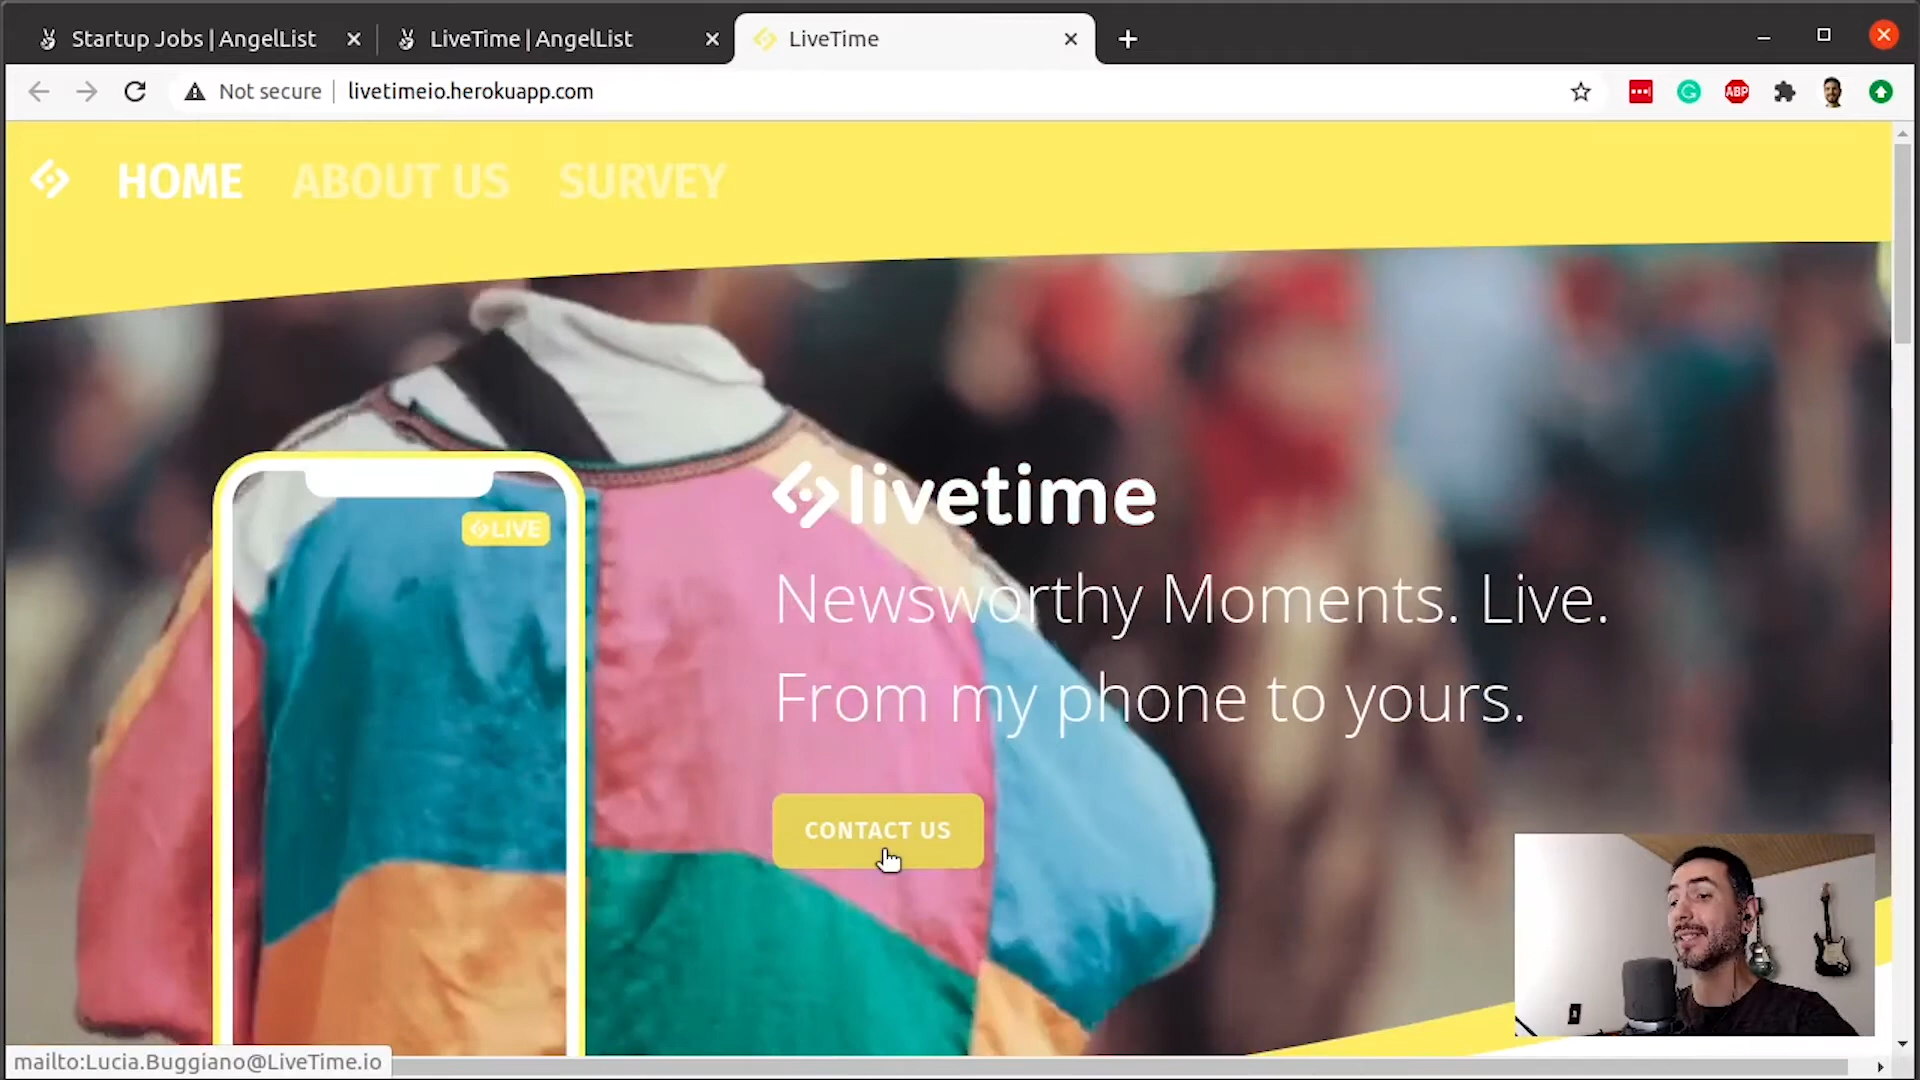 Startup Jobs | AngelList
LiveTime | AngelList
LiveTime
Not secure
livetimeio.herokuapp.com
ABP
HOME
ABOUT US
SURVEY
LIVE
livetime
Newsworthy Moments. Live.
From my phone to yours.
CONTACT US
mailto:Lucia.Buggiano@LiveTime.io